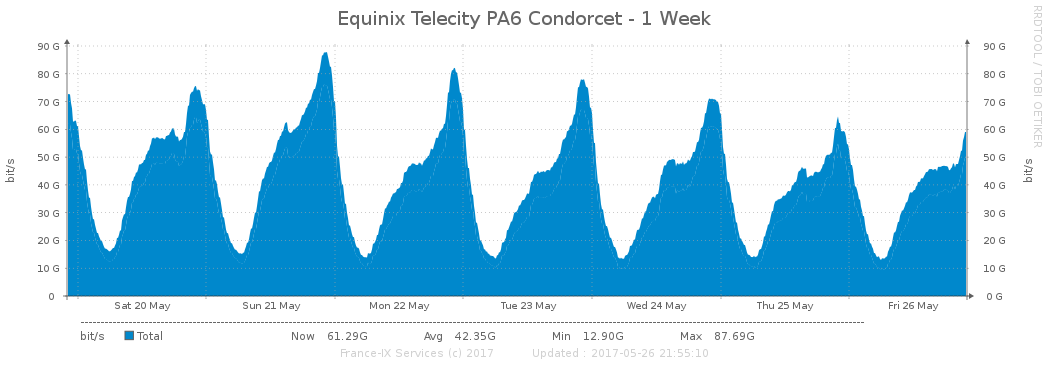 Equinix Telecity PA6 Condorcet - 1 Week
RRDTOOL / TOBI OETIKER
bit/s
90 G
80 G
70 G
60 G
50 G
40 G
30 G
20 G
10 G
0
90 G
80 G
70 G
60 G
50 G
40 G
30 G
20 G
10 G
0 G
bit/s
Sat 20 May Sun 21 May Mon 22 May Tue 23 May Wed 24 May Thu 25 May Fri 26 May
bit/s Total Now 61.29G Avg 42.35G Min 12.90G Max 87.69G
France-IX Services (c) 2017 Updated : 2017-05-26 21:55:10